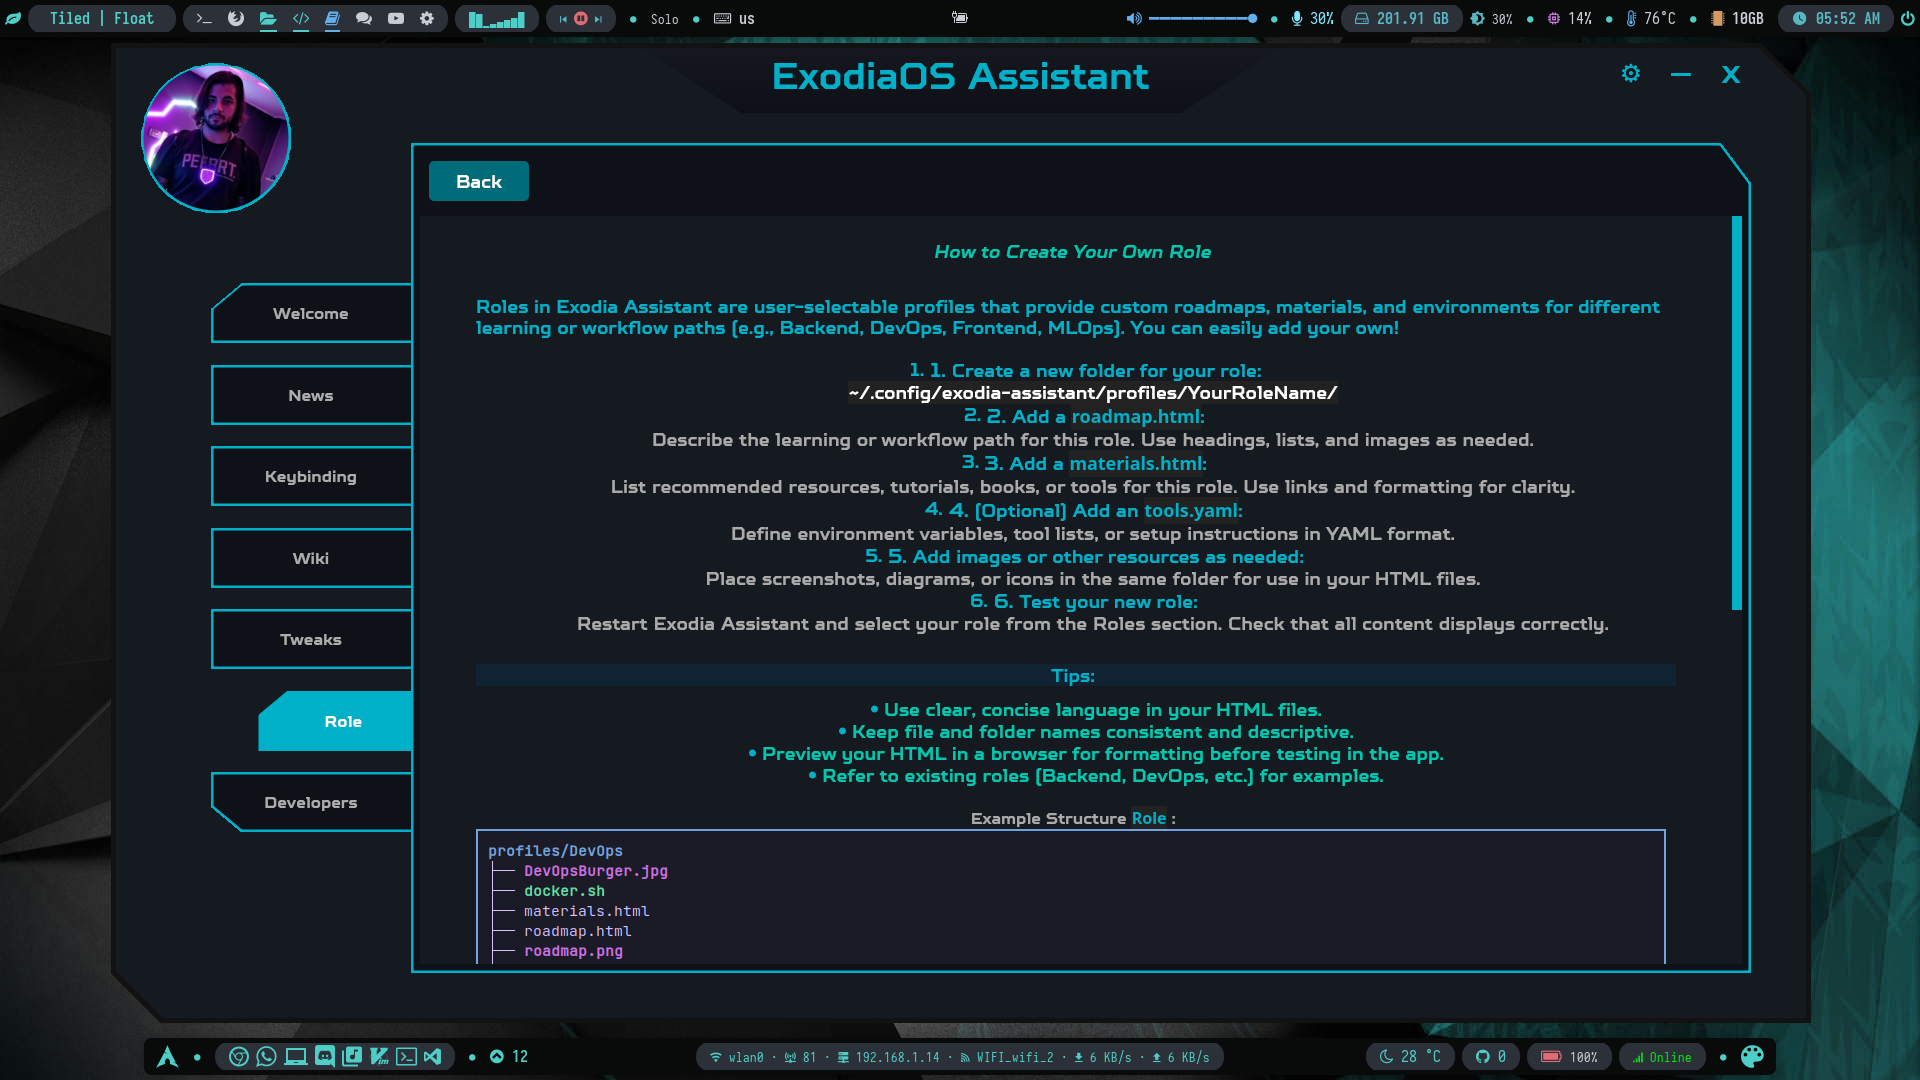 Tiled | Float
Solo
us
30%
201.91 GB
30%
14%
76°C
10GB
05:52 AM
ExodiaOS Assistant
X
Back
Welcome
News
Keybinding
Wiki
Tweaks
Role
Developers
How to Create Your Own Role
Roles in Exodia Assistant are user-selectable profiles that provide custom roadmaps, materials, and environments for different
learning or workflow paths (e.g., Backend, DevOps, Frontend, MLOps). You can easily add your own!
1. 1. Create a new folder for your role:
~/.config/exodia-assistant/profiles/YourRoleName/
2. 2. Add a roadmap.html:
Describe the learning or workflow path for this role. Use headings, lists, and images as needed.
3. 3. Add a materials.html:
List recommended resources, tutorials, books, or tools for this role. Use links and formatting for clarity.
4. 4. (Optional) Add an tools.yaml:
Define environment variables, tool lists, or setup instructions in YAML format.
5. 5. Add images or other resources as needed:
Place screenshots, diagrams, or icons in the same folder for use in your HTML files.
6. 6. Test your new role:
Restart Exodia Assistant and select your role from the Roles section. Check that all content displays correctly.
Tips:
• Use clear, concise language in your HTML files.
• Keep file and folder names consistent and descriptive.
• Preview your HTML in a browser for formatting before testing in the app.
• Refer to existing roles (Backend, DevOps, etc.) for examples.
Example Structure Role :
profiles/DevOps
├── DevOpsBurger.jpg
├── docker.sh
├── materials.html
├── roadmap.html
├── roadmap.png
12
wlan0 · 81 · 192.168.1.14 · WIFI_wifi_2 · 6 KB/s · 6 KB/s
28 °C
0
100%
Online